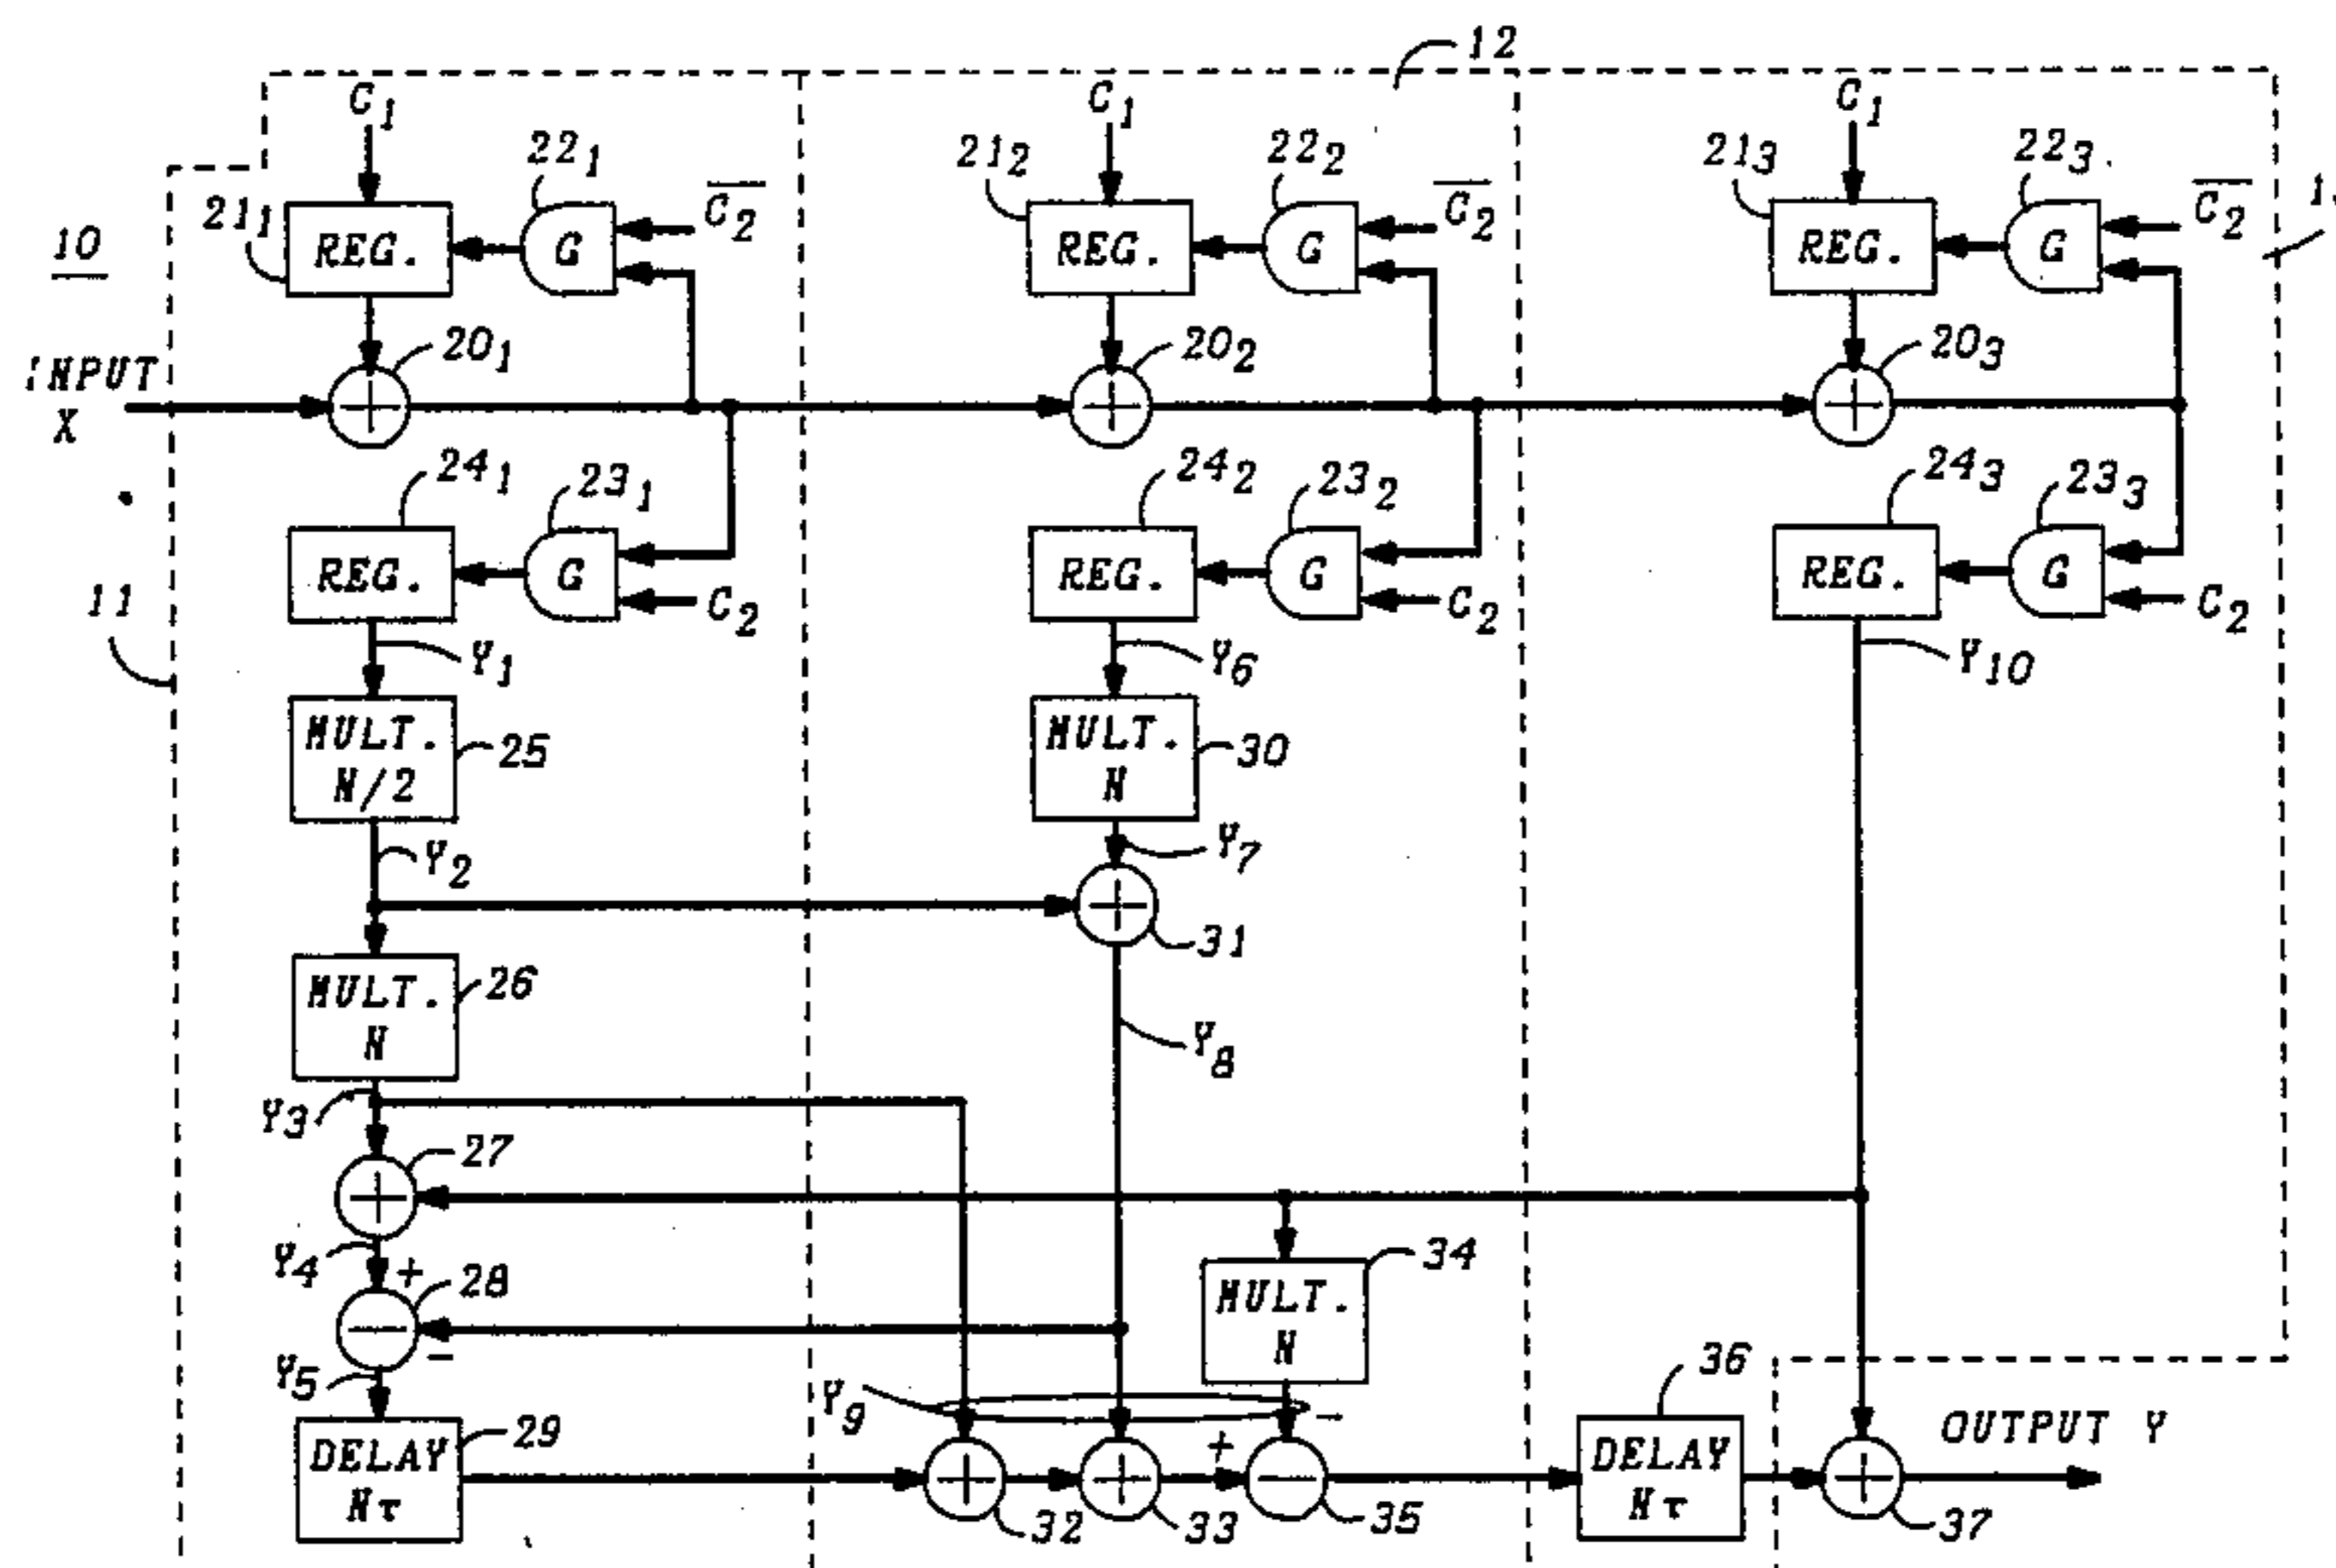 12
C1 C1 C1
221 222 223
211 212 213
C̅2 C̅2 C̅2
10
REG. G REG. G REG. G
201 202 203
INPUT
X
241 231 242 232 243 233
REG. G REG. G REG. G
C2 C2 C2
11
Y1 Y6 Y10
MULT.
N/2
25
MULT.
N
30
Y2 Y7
31
MULT.
N
26
Y8
Y3
27
Y4
+ 28
-
Y5
34
MULT.
N
36
Y9
-
DELAY
Nτ
29
+
DELAY
Nτ
OUTPUT Y
32 33 35 37